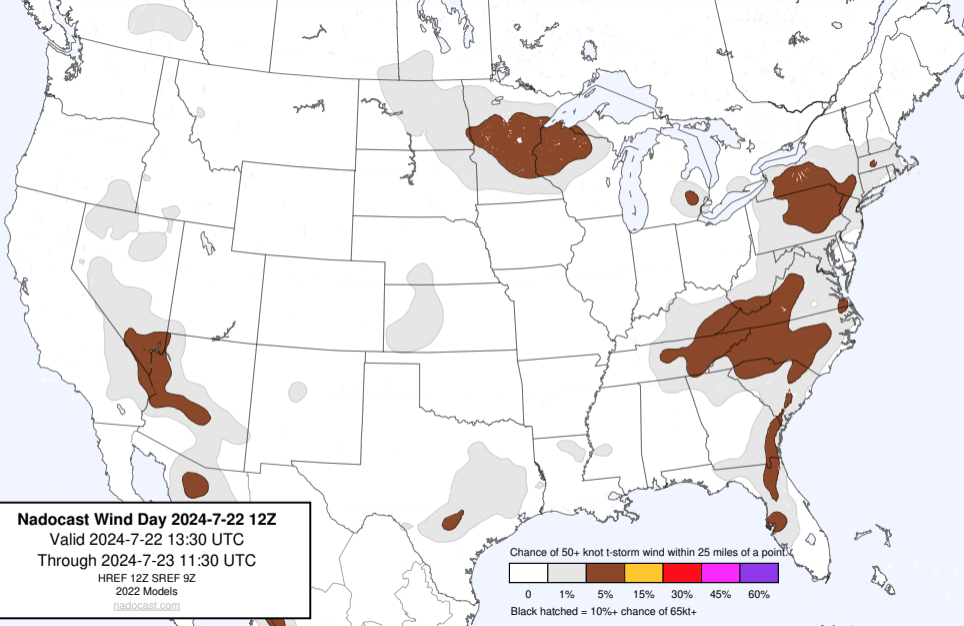 Nadocast Wind Day 2024-7-22 12Z
Valid 2024-7-22 13:30 UTC
Through 2024-7-23 11:30 UTC
HREF 12Z SREF 9Z
2022 Models
nadocast.com
Chance of 50+ knot t-storm wind within 25 miles of a point.
0 1% 5% 15% 30% 45% 60%
Black hatched = 10%+ chance of 65kt+